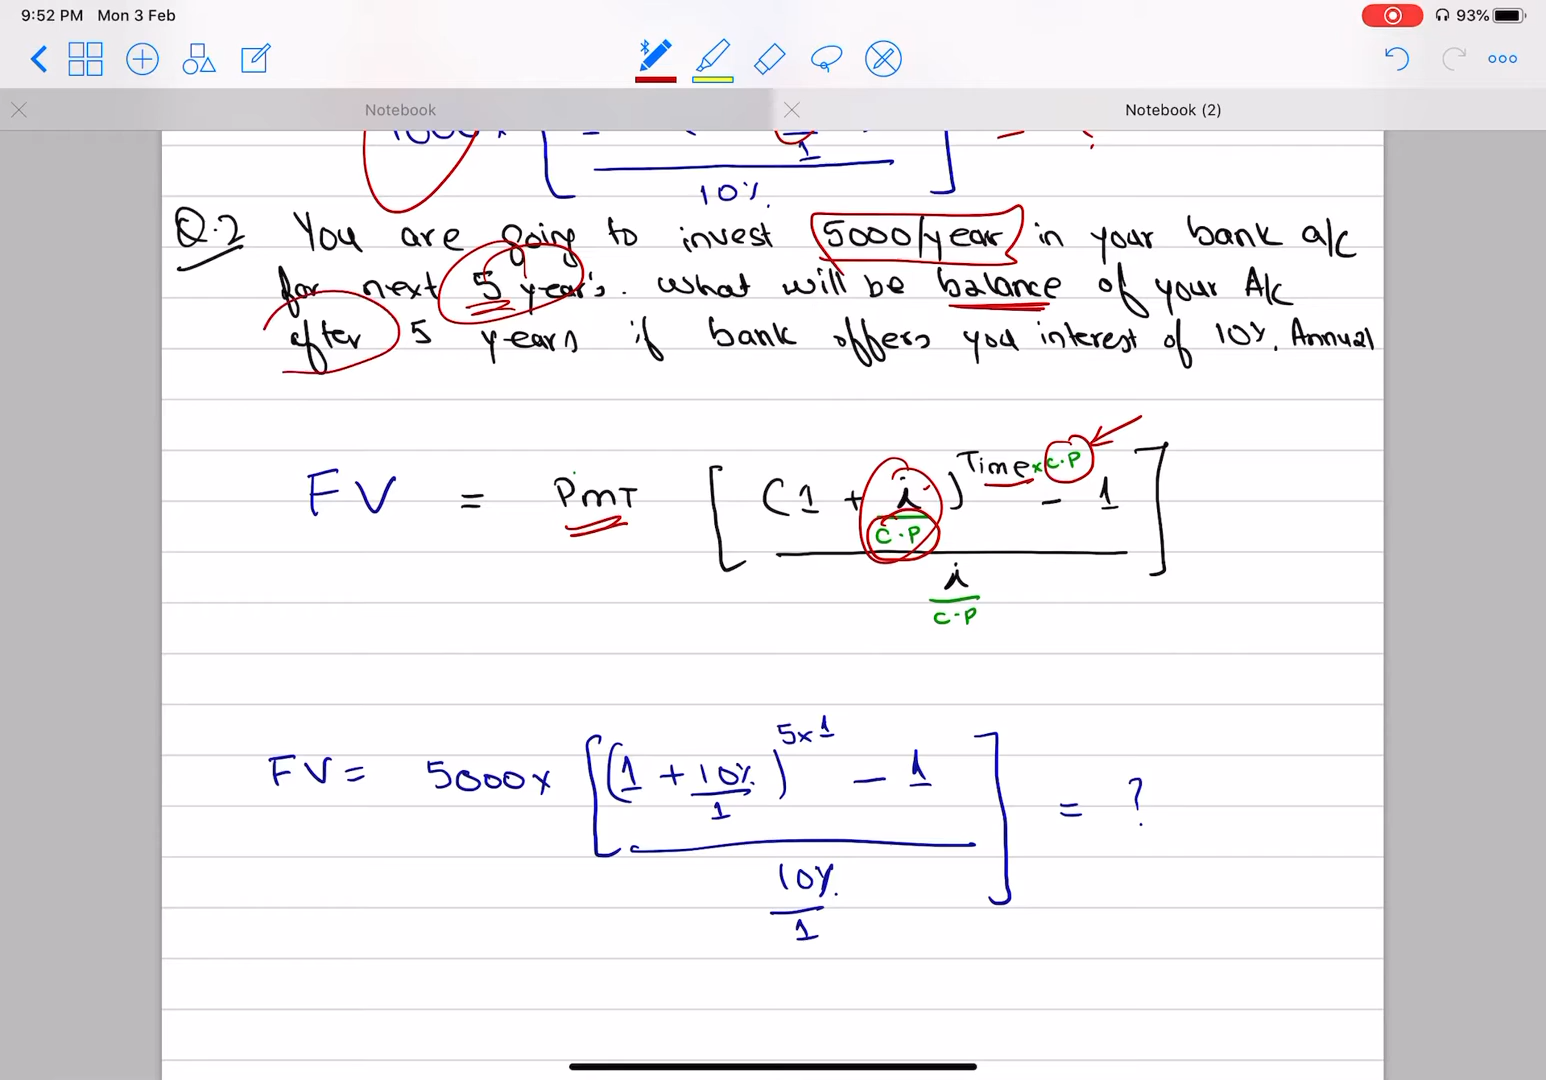 9:52 PM Mon 3 Feb
93%
Notebook
Notebook (2)
1
10%.
Q.2 You are going to invest 5000/year in your bank a/c
for next 5 year's. What will be balance of your A/c
after 5 years if bank offers you interest of 10%. Annual
FV = PMT [ (1 + i/C.P)^Time×C.P - 1 ]
i
C.P
FV = 5000× [ (1 + 10%/1)^5×1 - 1 ] = ?
10%.
1